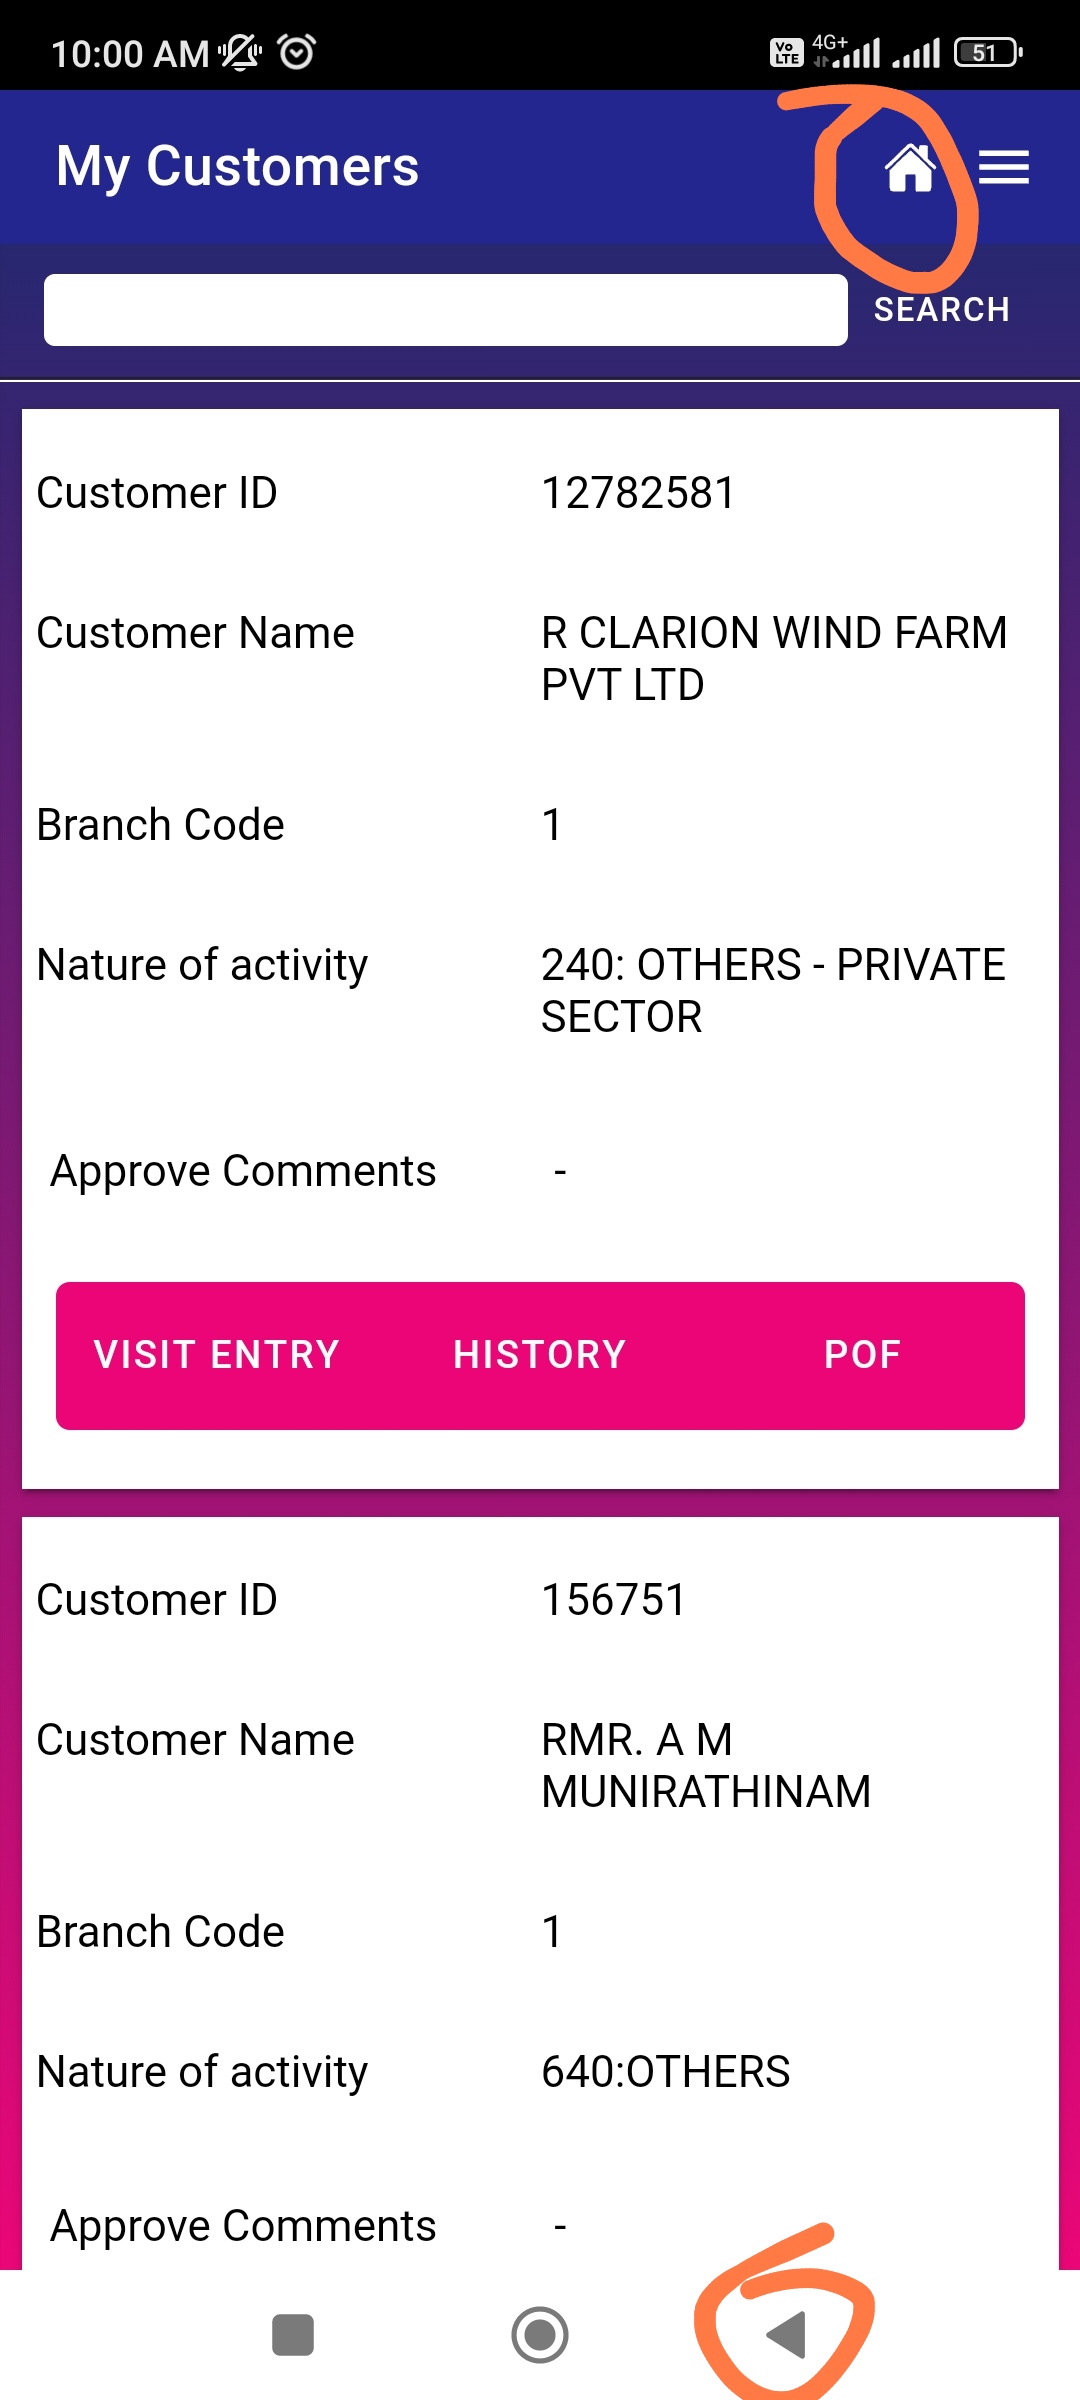 10:00 AM
Vo LTE 4G+ 51
My Customers
SEARCH
Customer ID 12782581
Customer Name R CLARION WIND FARM
PVT LTD
Branch Code 1
Nature of activity 240: OTHERS - PRIVATE
SECTOR
Approve Comments -
VISIT ENTRY HISTORY POF
Customer ID 156751
Customer Name RMR. A M
MUNIRATHINAM
Branch Code 1
Nature of activity 640:OTHERS
Approve Comments -